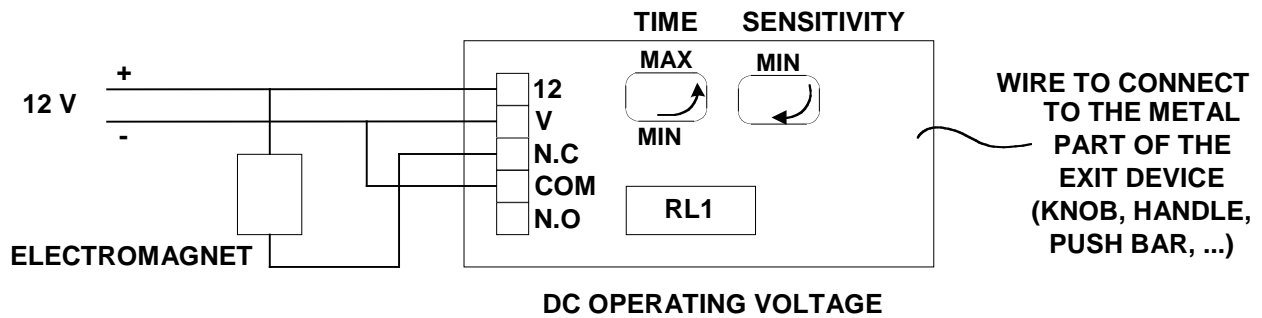 TIME SENSITIVITY
MAX
MIN
MIN
12 V
+
-
12
V
N.C
COM
N.O
RL1
ELECTROMAGNET
WIRE TO CONNECT
TO THE METAL
PART OF THE
EXIT DEVICE
(KNOB, HANDLE,
PUSH BAR, ...)
DC OPERATING VOLTAGE